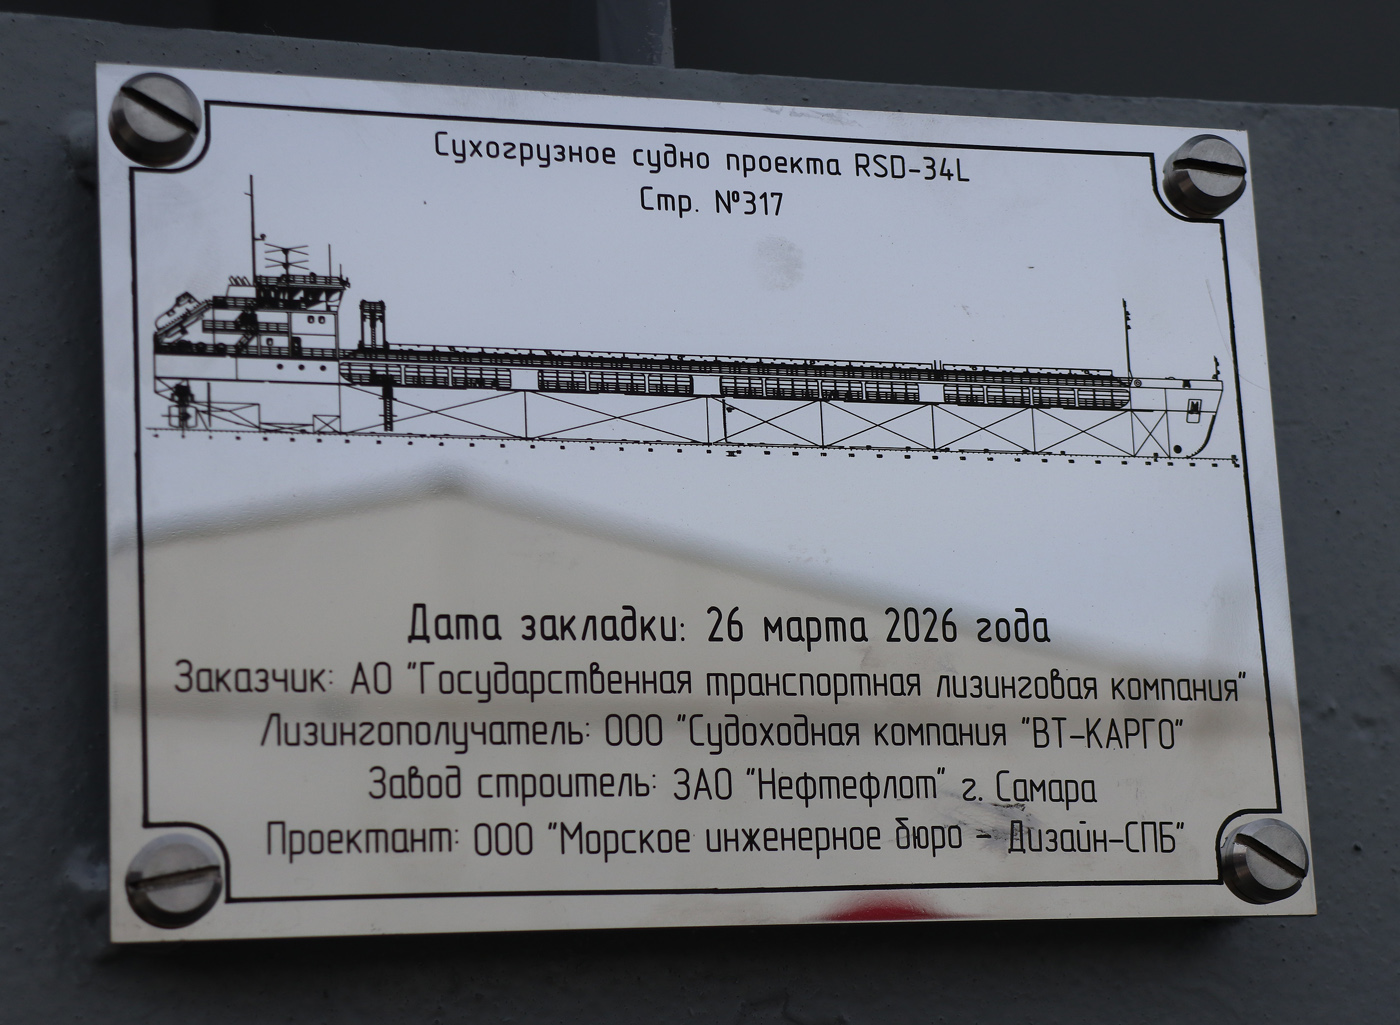 Сухогрузное судно проекта RSD-34L
Стр. №317
Дата закладки: 26 марта 2026 года
Заказчик: АО "Государственная транспортная лизинговая компания"
Лизингополучатель: ООО "Судоходная компания "ВТ-КАРГО"
Завод строитель: ЗАО "Нефтефлот" г. Самара
Проектант: ООО "Морское инженерное бюро - Дизайн-СПБ"